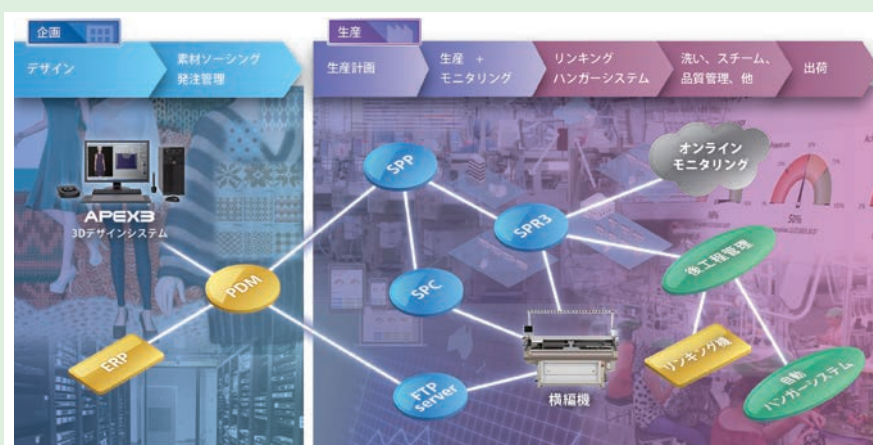 企画
生産
デザイン
素材ソーシング
発注管理
生産計画
生産 +
モニタリング
リンキング
ハンガーシステム
洗い、スチーム、
品質管理、他
出荷
オンライン
モニタリング
SPP
APEX3
3Dデザインシステム
SPR3
50%
後工程管理
PDM
SPC
ERP
リンキング機
横編機
FTP
server
自動
ハンガーシステム